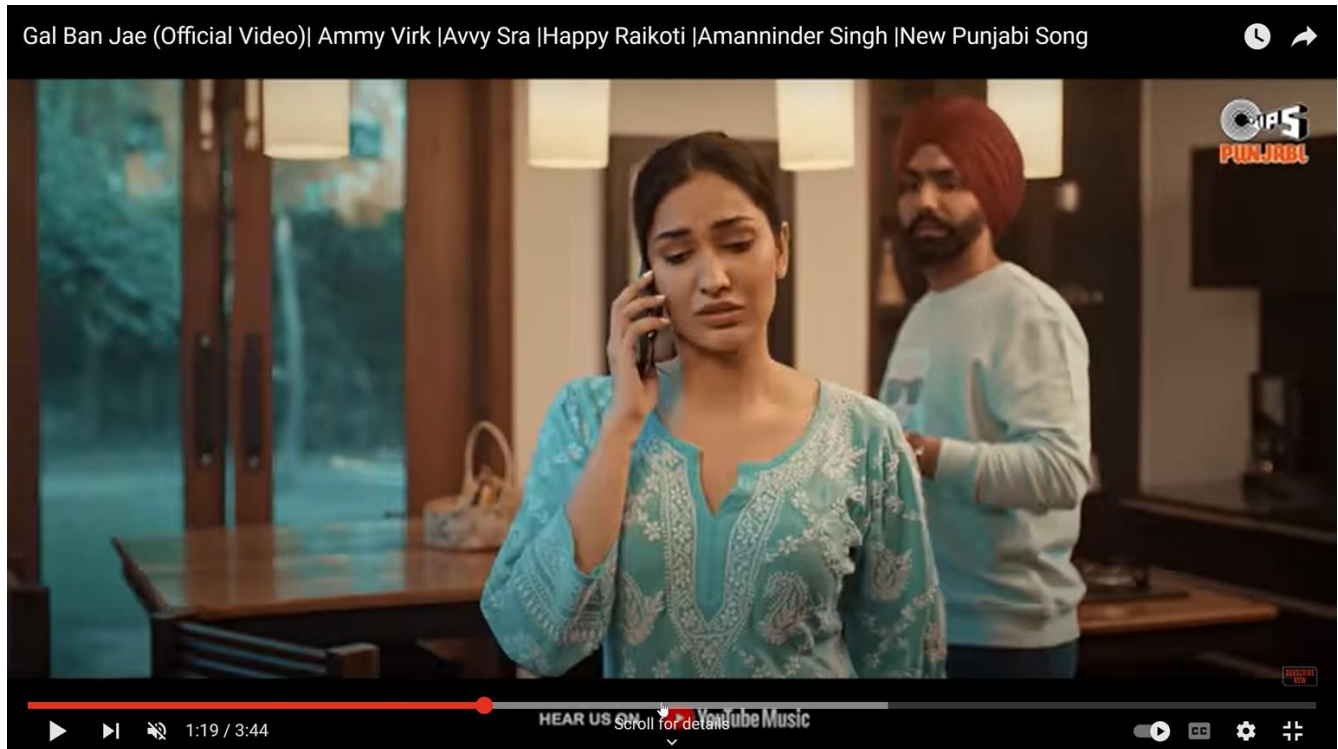 Gal Ban Jae (Official Video)| Ammy Virk |Avvy Sra |Happy Raikoti |Amanninder Singh |New Punjabi Song
TIPS
PUNJABI
SUBSCRIBE
NOW
HEAR US ON YouTube Music
Scroll for details
1:19 / 3:44
CC